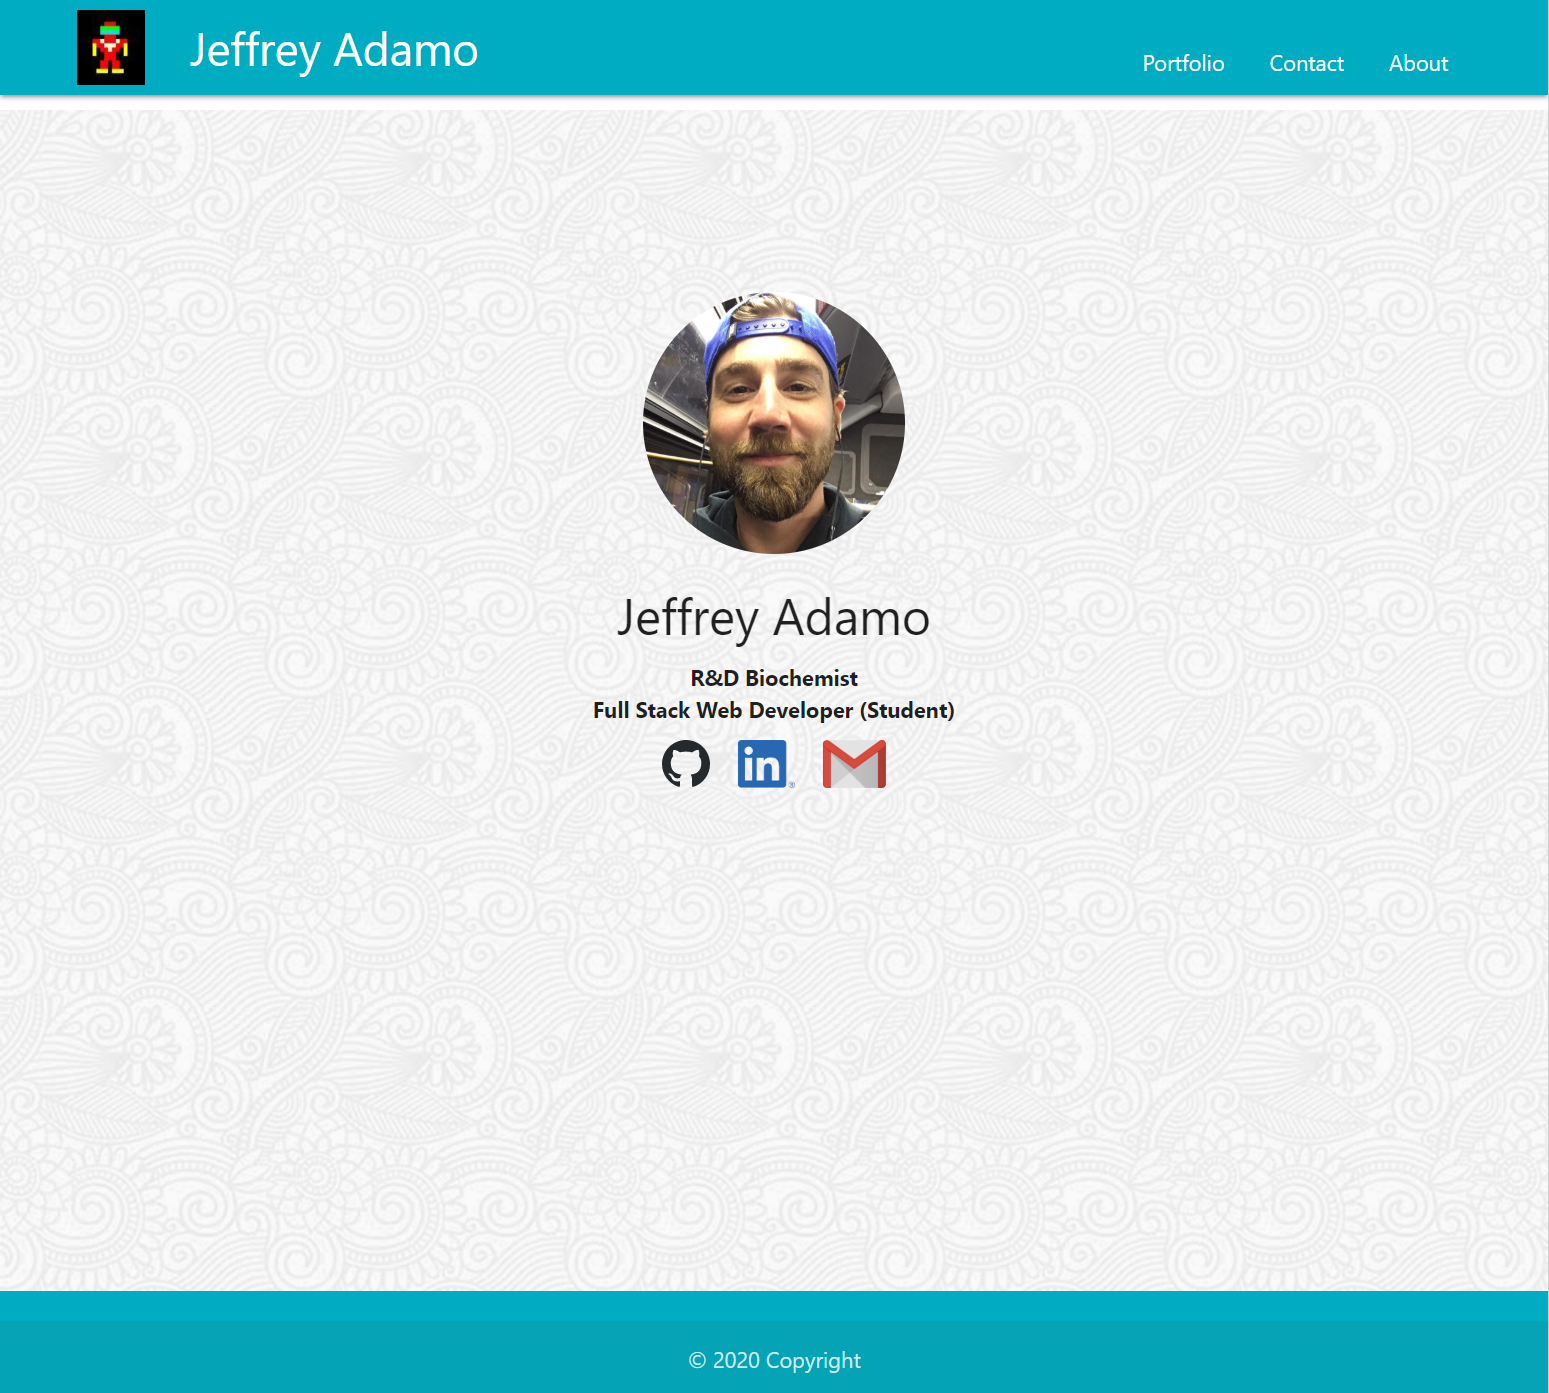 Jeffrey Adamo
Portfolio Contact About
Jeffrey Adamo
R&D Biochemist
Full Stack Web Developer (Student)
in
© 2020 Copyright